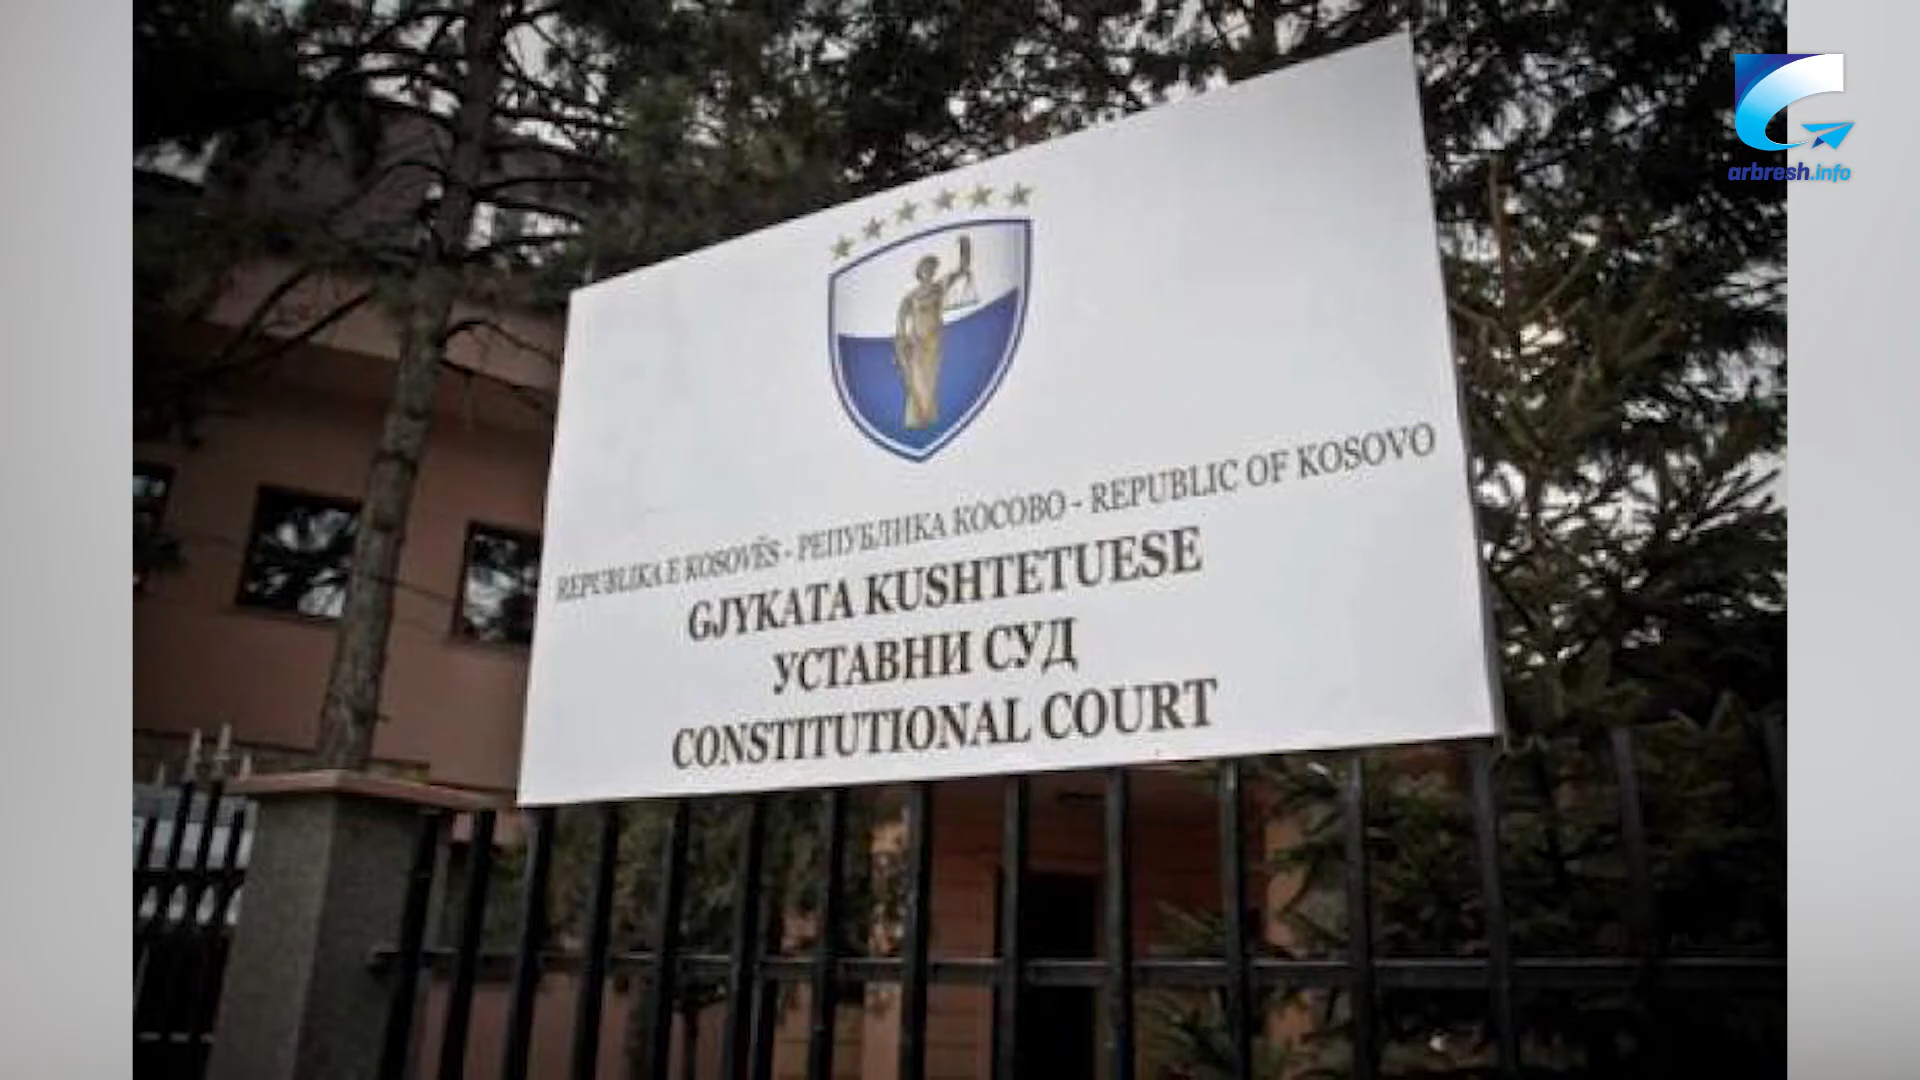 arbresh.info
REPUBLIKA E KOSOVËS - РЕПУБЛИКА КОСОВО - REPUBLIC OF KOSOVO
GJYKATA KUSHTETUESE
УСТАВНИ СУД
CONSTITUTIONAL COURT